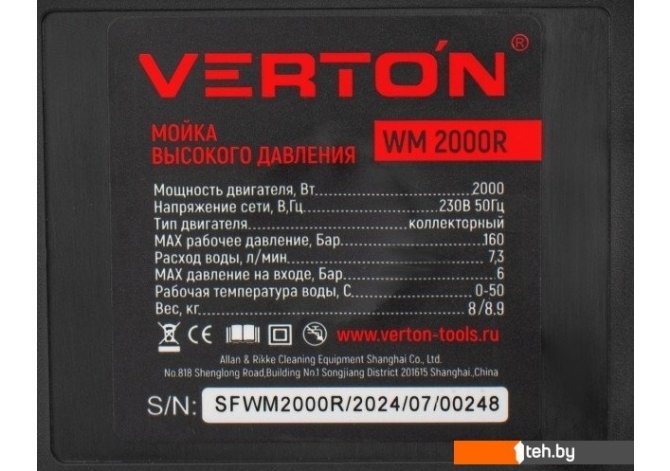 VERTON®
МОЙКА
ВЫСОКОГО ДАВЛЕНИЯ
WM 2000R
Мощность двигателя, Вт......2000
Напряжение сети, В,Гц......230В 50Гц
Тип двигателя......коллекторный
MAX рабочее давление, Бар......160
Расход воды, л/мин......7,3
MAX давление на входе, Бар......6
Рабочая температура воды, С......0-50
Вес, кг......8/8.9
CE
www.verton-tools.ru
Allan & Rikke Cleaning Equipment Shanghai Co., Ltd.
No.818 Shenglong Road,Building No.1 Songjiang District 201615 Shanghai.,China
S/N: SFWM2000R/2024/07/00248
1teh.by